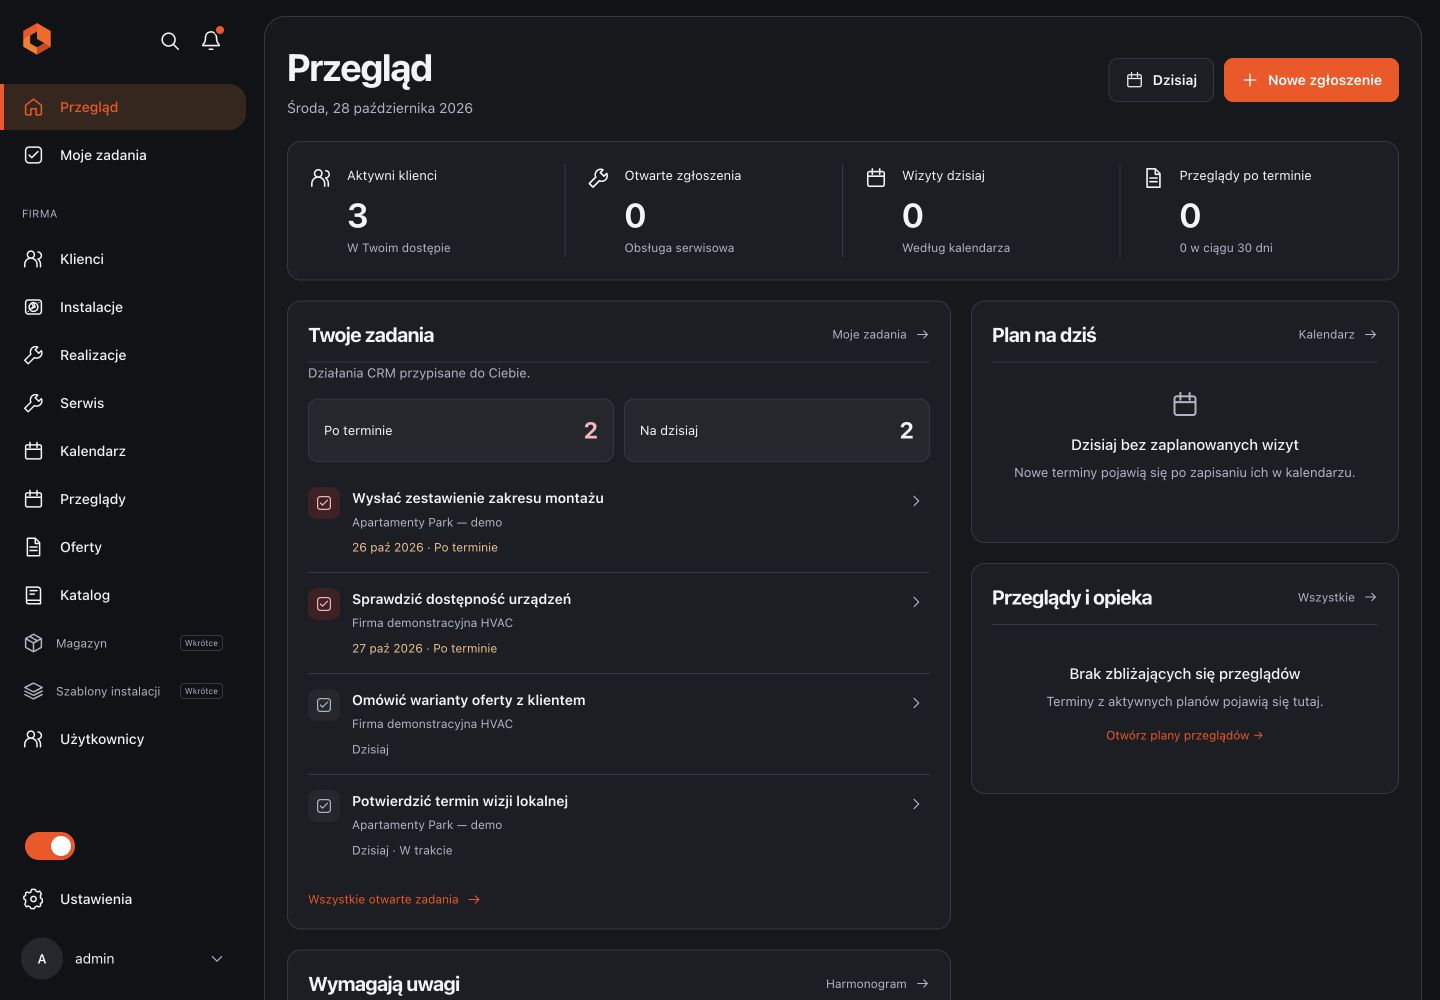 Przegląd
Moje zadania
FIRMA
Klienci
Instalacje
Realizacje
Serwis
Kalendarz
Przeglądy
Oferty
Katalog
Magazyn Wkrótce
Szablony instalacji Wkrótce
Użytkownicy
Ustawienia
A admin
Przegląd
Środa, 28 października 2026
Dzisiaj
Nowe zgłoszenie
Aktywni klienci
3
W Twoim dostępie
Otwarte zgłoszenia
0
Obsługa serwisowa
Wizyty dzisiaj
0
Według kalendarza
Przeglądy po terminie
0
0 w ciągu 30 dni
Twoje zadania
Moje zadania →
Działania CRM przypisane do Ciebie.
Po terminie 2
Na dzisiaj 2
Wysłać zestawienie zakresu montażu
Apartamenty Park — demo
26 paź 2026 · Po terminie
Sprawdzić dostępność urządzeń
Firma demonstracyjna HVAC
27 paź 2026 · Po terminie
Omówić warianty oferty z klientem
Firma demonstracyjna HVAC
Dzisiaj
Potwierdzić termin wizji lokalnej
Apartamenty Park — demo
Dzisiaj · W trakcie
Wszystkie otwarte zadania →
Plan na dziś
Kalendarz →
Dzisiaj bez zaplanowanych wizyt
Nowe terminy pojawią się po zapisaniu ich w kalendarzu.
Przeglądy i opieka
Wszystkie →
Brak zbliżających się przeglądów
Terminy z aktywnych planów pojawią się tutaj.
Otwórz plany przeglądów →
Wymagają uwagi
Harmonogram →